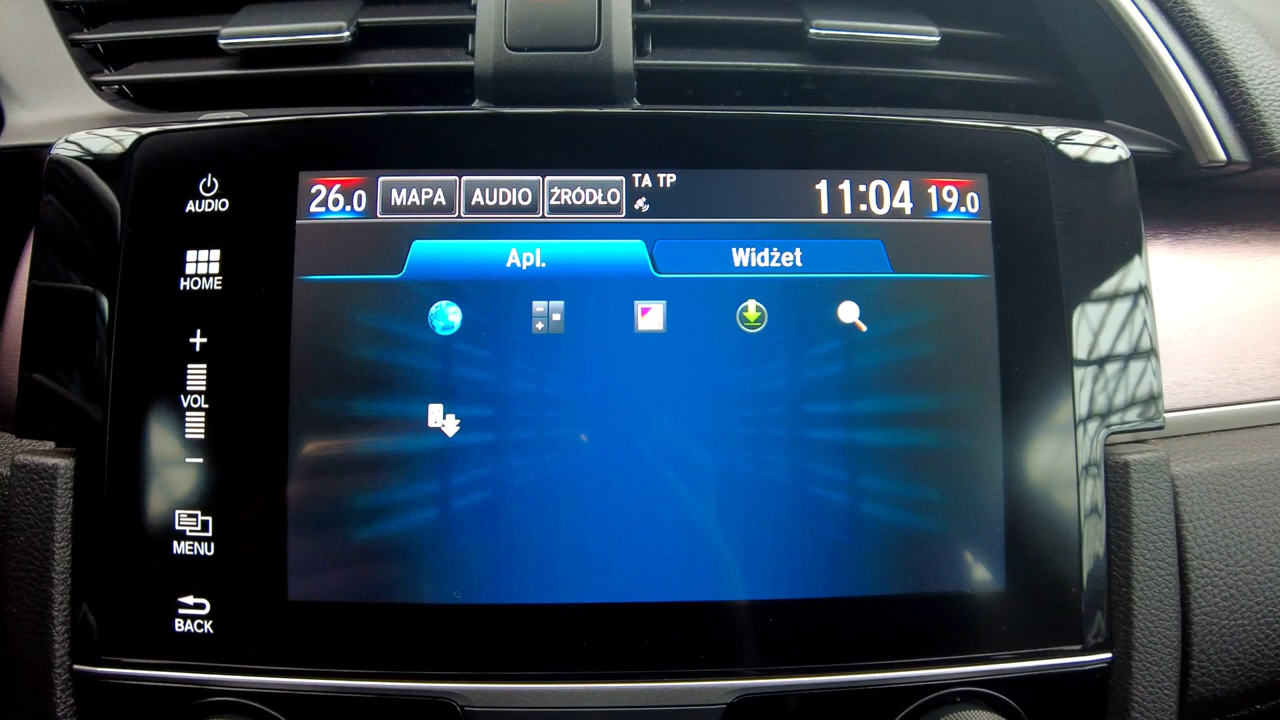 26.0 MAPA AUDIO ŹRÓDŁO TA TP 11:04 19.0
AUDIO
Apl. Widżet
HOME
+
VOL
−
MENU
BACK